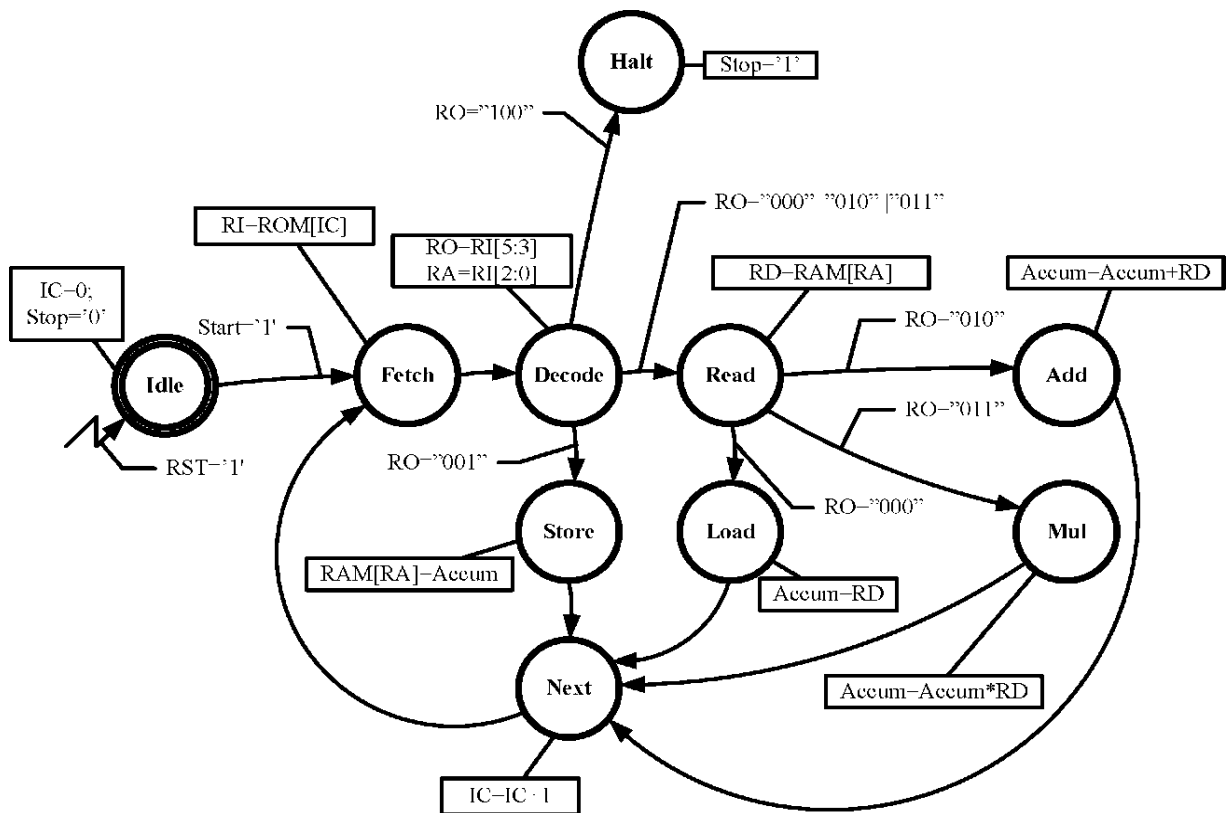 Halt
Stop='1'
RO="100"
RI=ROM[IC]
RO=RI[5:3]
RA=RI[2:0]
RO="000" "010" |"011"
RD=RAM[RA]
Accum=Accum+RD
IC=0;
Stop='0'
Start='1'
RO="010"
Idle
Fetch
Decode
Read
Add
RO="011"
RST='1'
RO="001"
RO="000"
Store
Load
Mul
RAM[RA]=Accum
Accum=RD
Next
Accum=Accum*RD
IC=IC